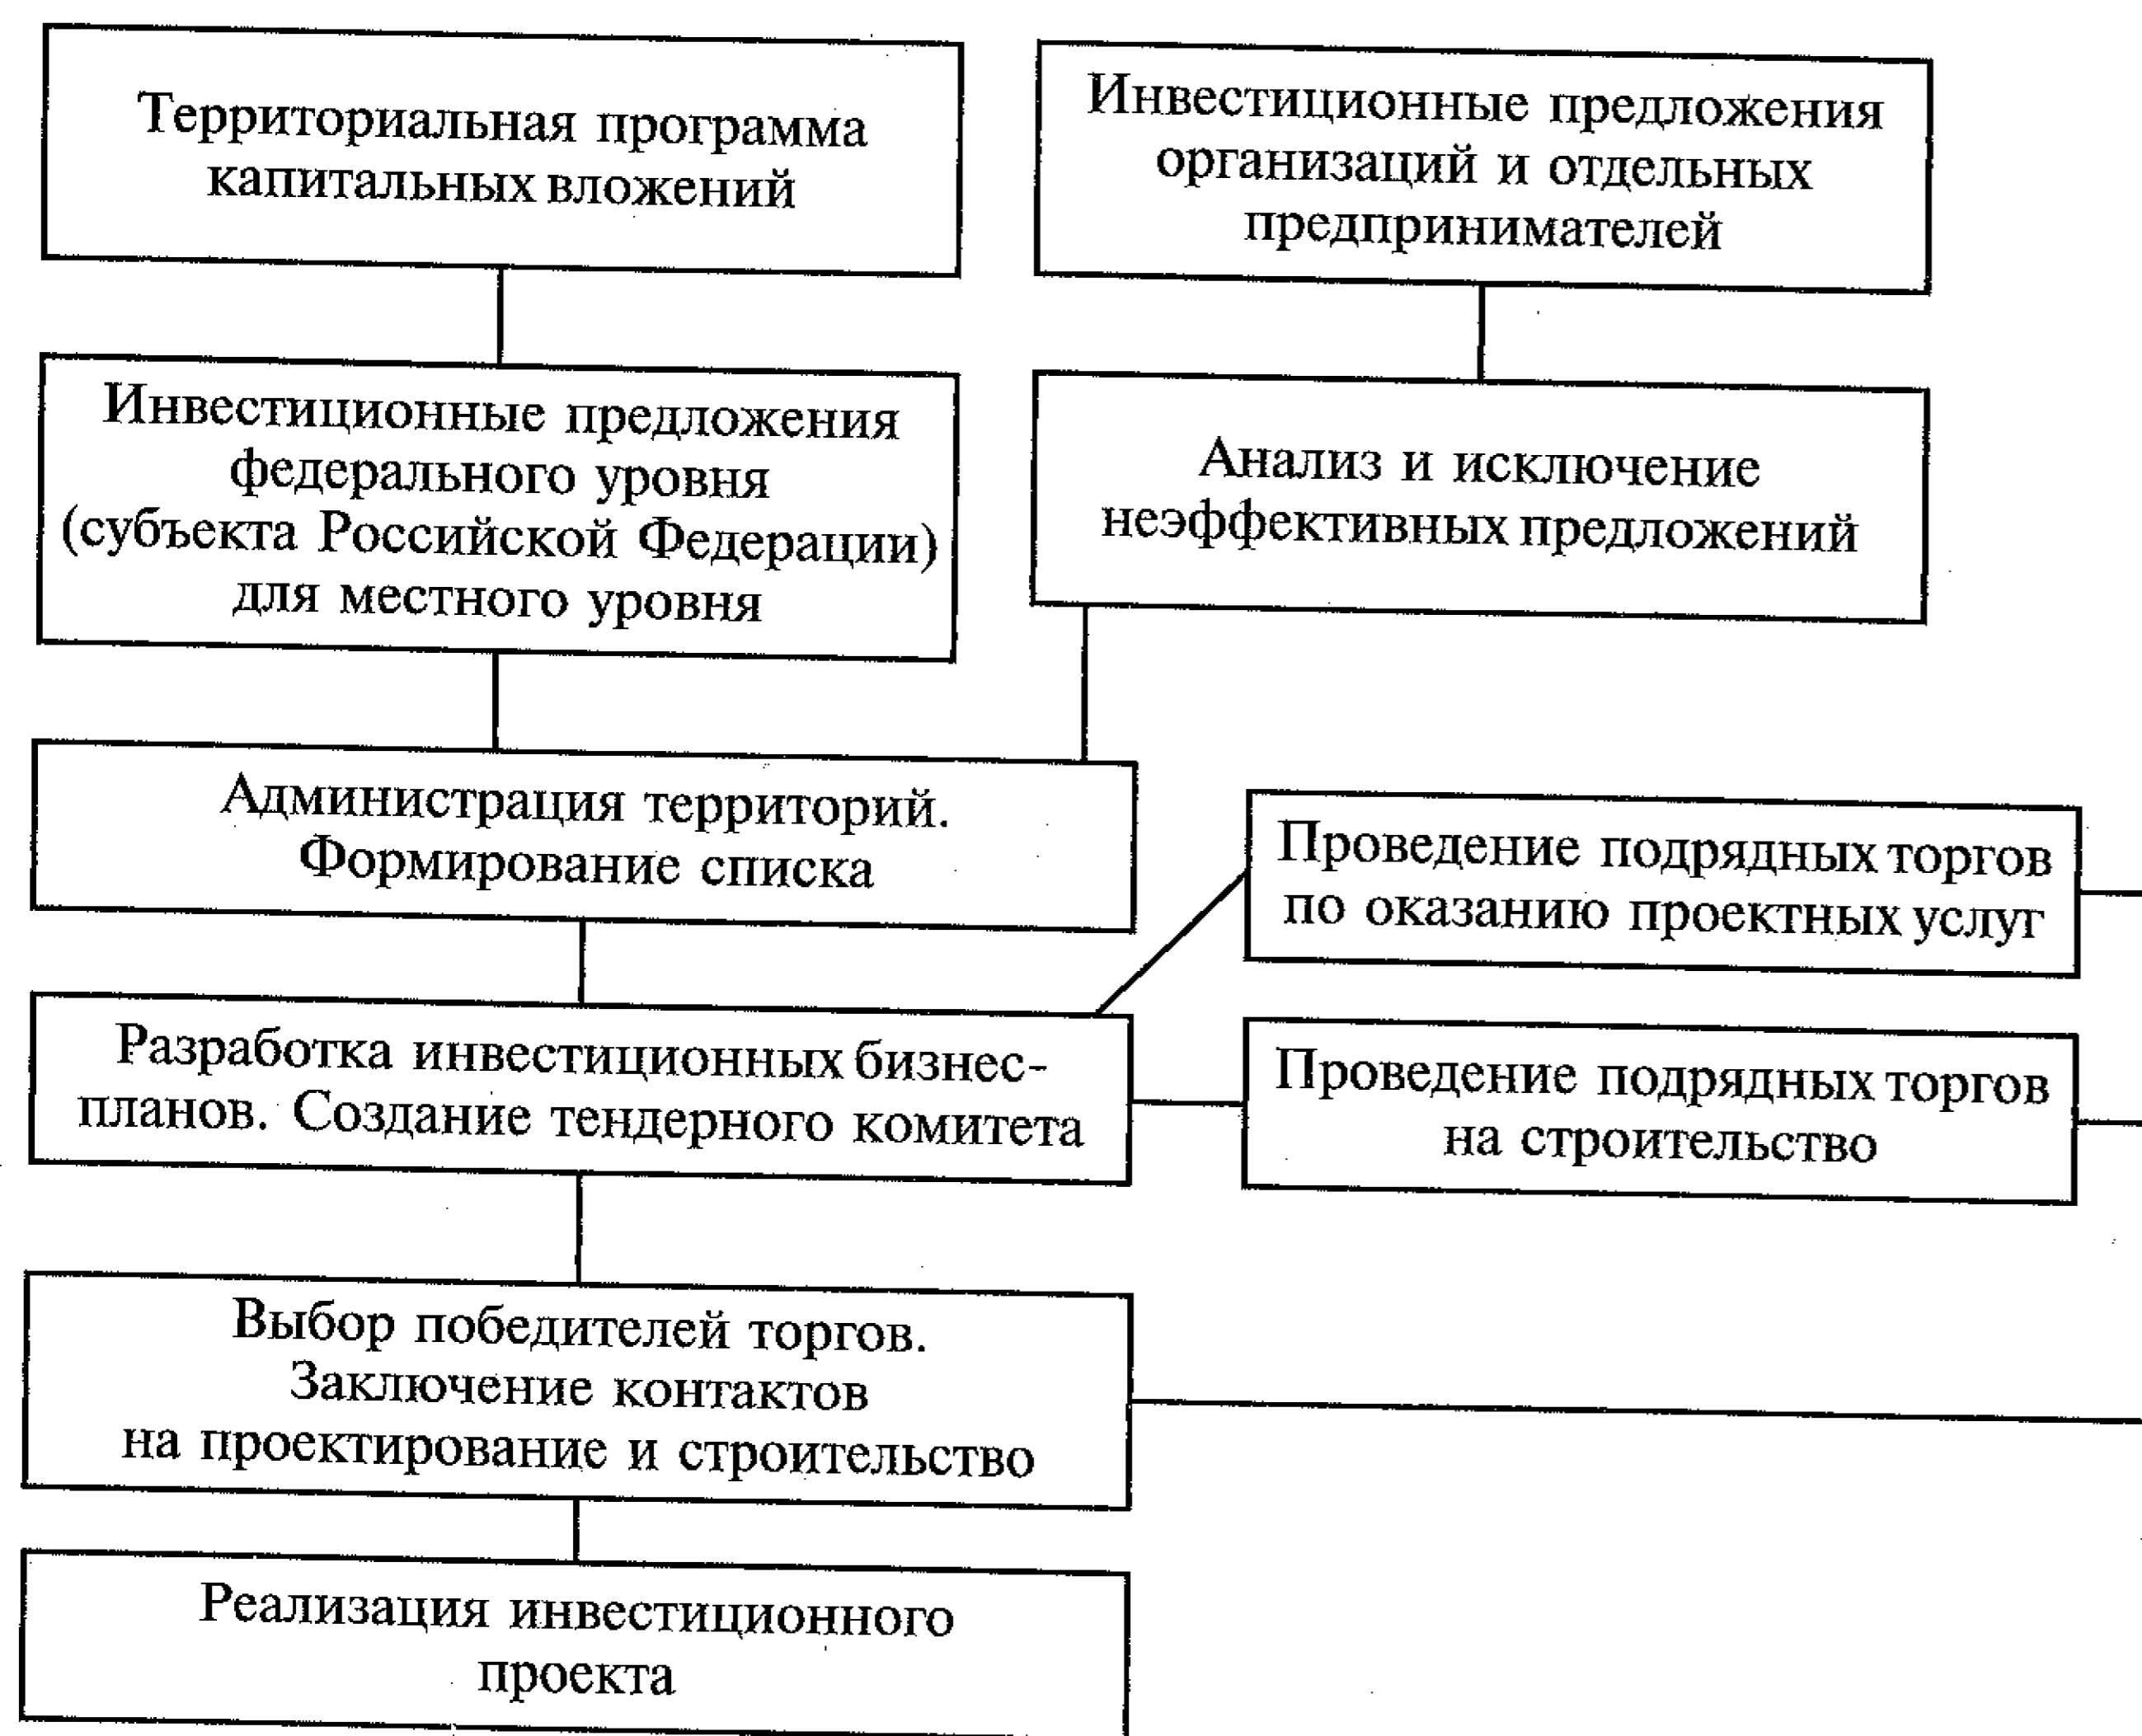 Территориальная программа
капитальных вложений
Инвестиционные предложения
организаций и отдельных
предпринимателей
Инвестиционные предложения
федерального уровня
(субъекта Российской Федерации)
для местного уровня
Анализ и исключение
неэффективных предложений
Администрация территорий.
Формирование списка
Проведение подрядных торгов
по оказанию проектных услуг
Разработка инвестиционных бизнес-
планов. Создание тендерного комитета
Проведение подрядных торгов
на строительство
Выбор победителей торгов.
Заключение контактов
на проектирование и строительство
Реализация инвестиционного
проекта